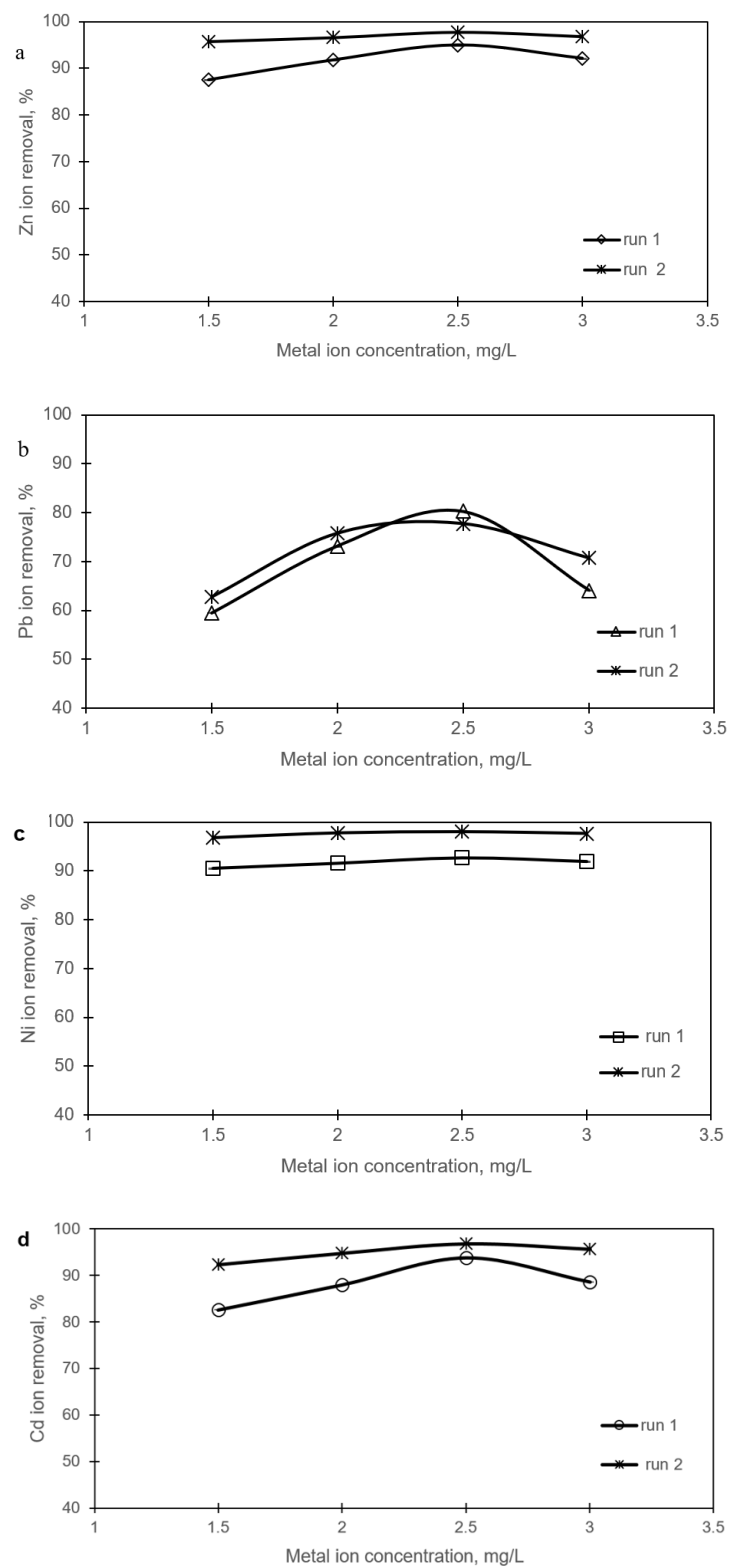 a
100
90
80
70
60
50
40
Zn ion removal, %
run 1
run 2
1
1.5
2
2.5
3
3.5
Metal ion concentration, mg/L
b
100
90
80
70
60
50
40
Pb ion removal, %
run 1
run 2
1
1.5
2
2.5
3
3.5
Metal ion concentration, mg/L
c
100
90
80
70
60
50
40
Ni ion removal, %
run 1
run 2
1
1.5
2
2.5
3
3.5
Metal ion concentration, mg/L
d
100
90
80
70
60
50
40
Cd ion removal, %
run 1
run 2
1
1.5
2
2.5
3
3.5
Metal ion concentration, mg/L